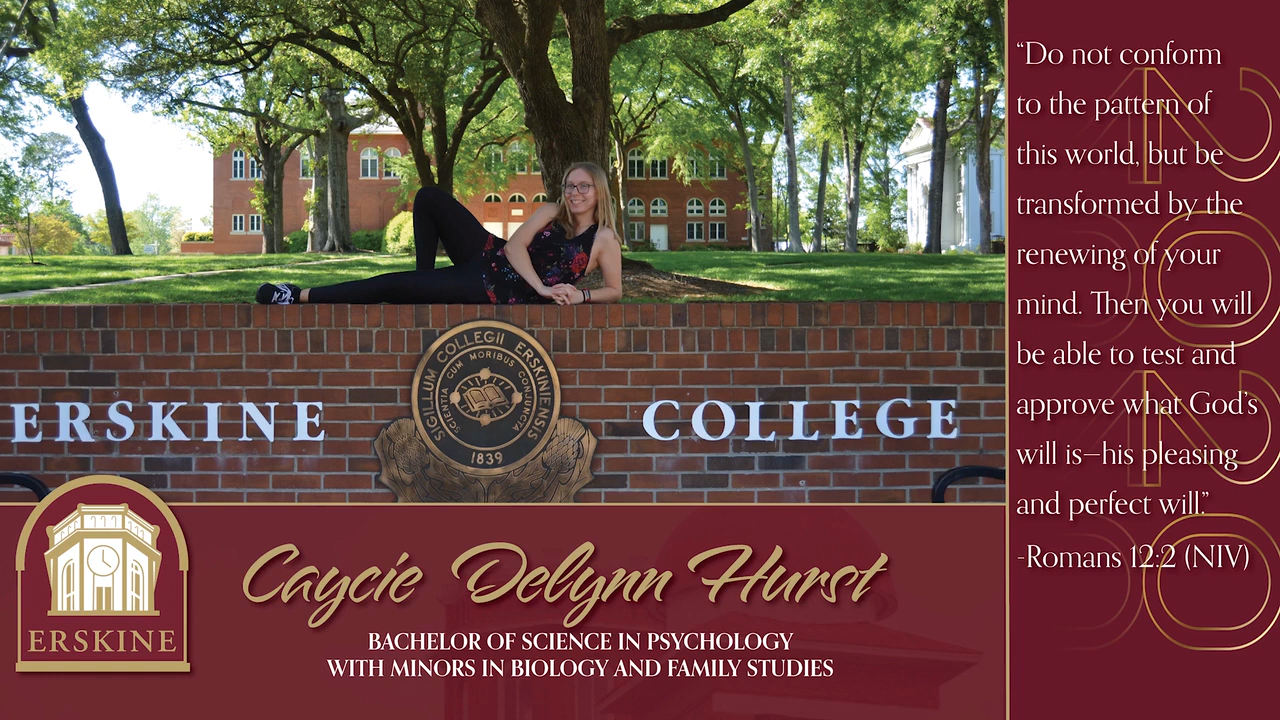 SIGILLUM COLLEGII ERSKINIENSIS
SCIENTIA CUM MORIBUS CONJUNCTA
1839
ERSKINE COLLEGE
ERSKINE
Caycie Delynn Hurst
BACHELOR OF SCIENCE IN PSYCHOLOGY
WITH MINORS IN BIOLOGY AND FAMILY STUDIES
“Do not conform
to the pattern of
this world, but be
transformed by the
renewing of your
mind. Then you will
be able to test and
approve what God’s
will is—his pleasing
and perfect will.”
-Romans 12:2 (NIV)
2020